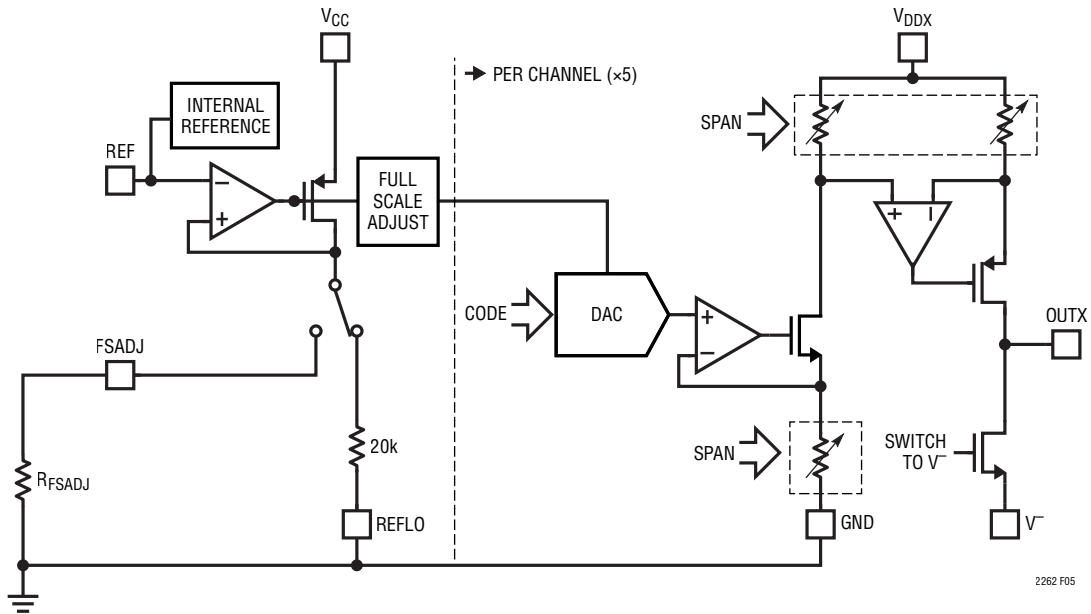 VCC
PER CHANNEL (×5)
VDDX
INTERNAL
REFERENCE
REF
SPAN
FULL
SCALE
ADJUST
−
+
+
−
CODE
DAC
+
−
OUTX
FSADJ
20k
SPAN
SWITCH
TO V−
RFSADJ
REFLO
GND
V−
2262 F05